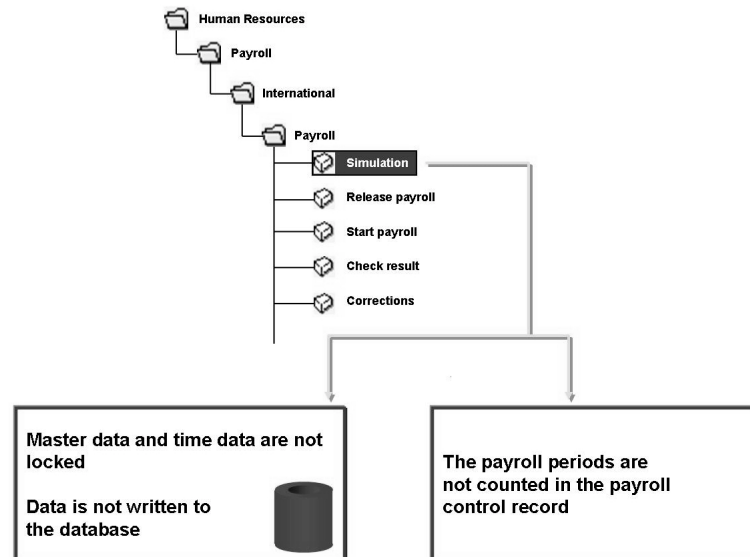 Human Resources
Payroll
International
Payroll
Simulation
Release payroll
Start payroll
Check result
Corrections
Master data and time data are not
locked
Data is not written to
the database
The payroll periods are
not counted in the payroll
control record